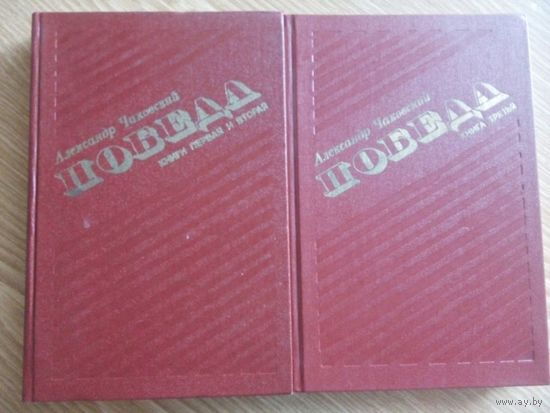 Александр Чаковский
ПОБЕДА
КНИГИ ПЕРВАЯ И ВТОРАЯ
Александр Чаковский
ПОБЕДА
КНИГА ТРЕТЬЯ
www.ay.by